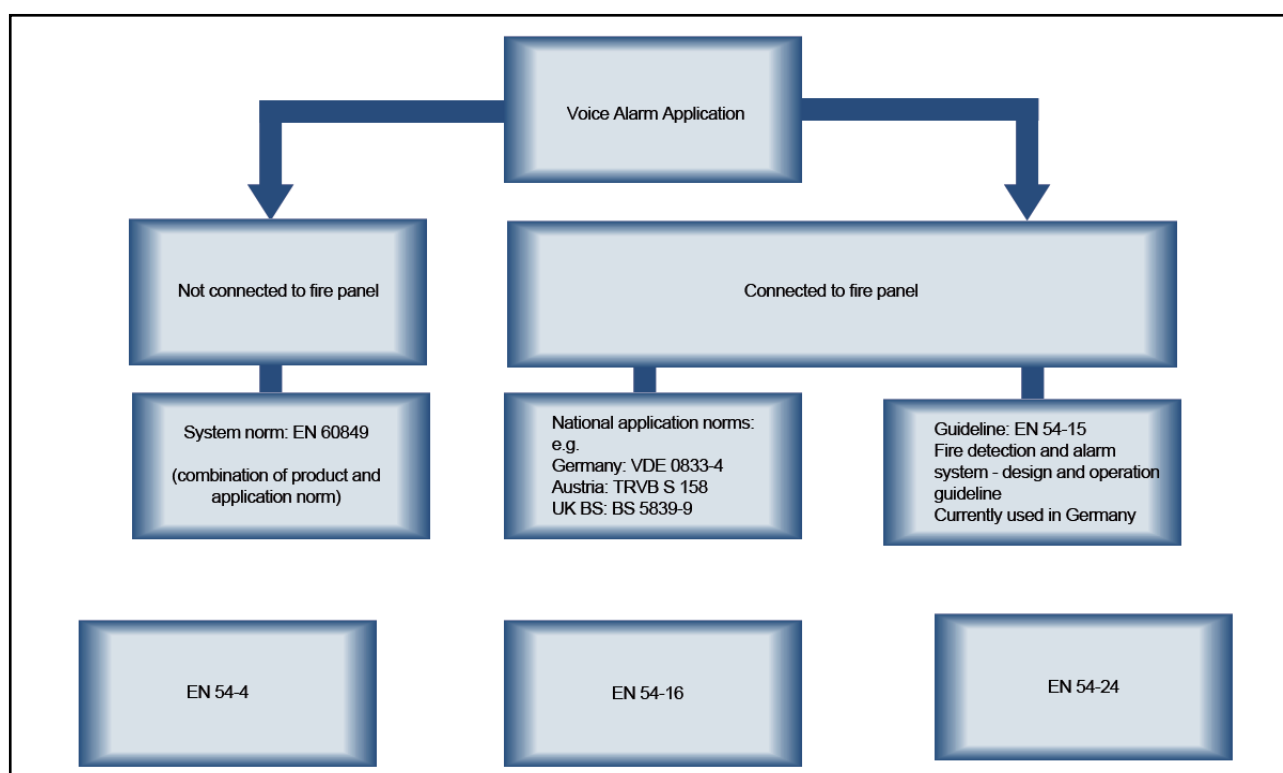 Voice Alarm Application
Not connected to fire panel
Connected to fire panel
System norm: EN 60849
(combination of product and
application norm)
National application norms:
e.g.
Germany: VDE 0833-4
Austria: TRVB S 158
UK BS: BS 5839-9
Guideline: EN 54-15
Fire detection and alarm
system - design and operation
guideline
Currently used in Germany
EN 54-4
EN 54-16
EN 54-24